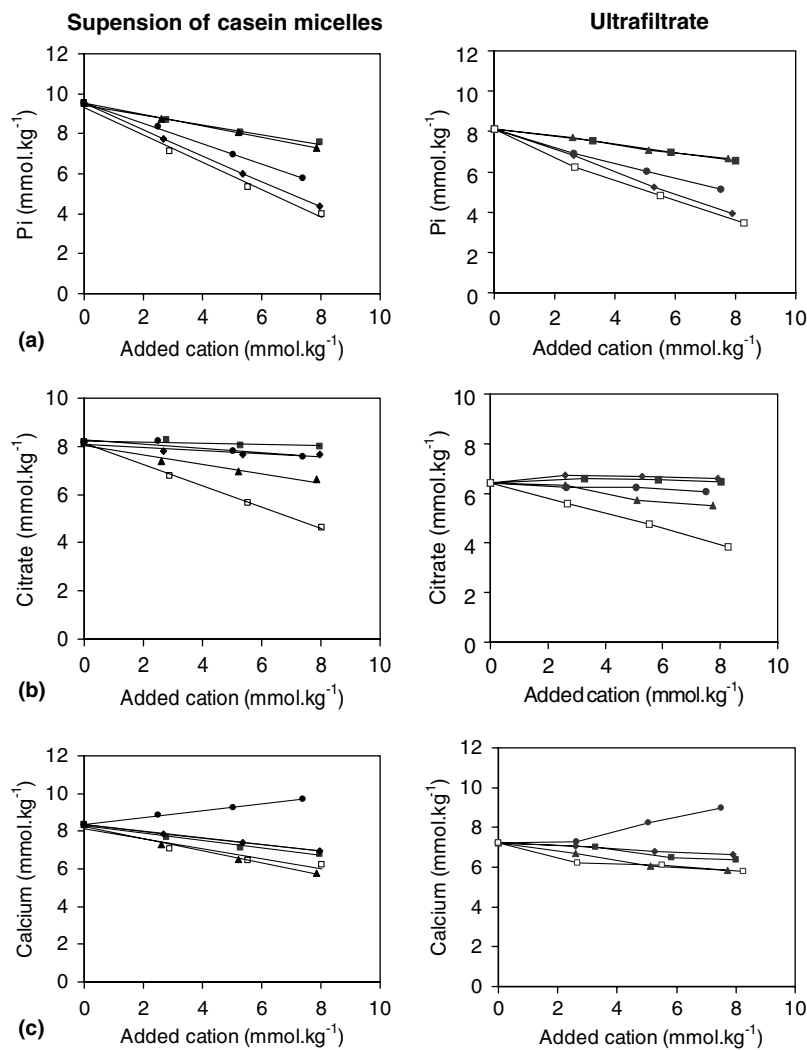 Supension of casein micelles
Ultrafiltrate
12
10
8
6
4
2
0
Pi (mmol.kg⁻¹)
0 2 4 6 8 10
Added cation (mmol.kg⁻¹)
12
10
8
6
4
2
0
Pi (mmol.kg⁻¹)
0 2 4 6 8 10
Added cation (mmol.kg⁻¹)
(a)
10
8
6
4
2
0
Citrate (mmol.kg⁻¹)
0 2 4 6 8 10
Added cation (mmol.kg⁻¹)
10
8
6
4
2
0
Citrate (mmol.kg⁻¹)
0 2 4 6 8 10
Added cation (mmol.kg⁻¹)
(b)
12
10
8
6
4
2
0
Calcium (mmol.kg⁻¹)
0 2 4 6 8 10
Added cation (mmol.kg⁻¹)
12
10
8
6
4
2
0
Calcium (mmol.kg⁻¹)
0 2 4 6 8 10
Added cation (mmol.kg⁻¹)
(c)